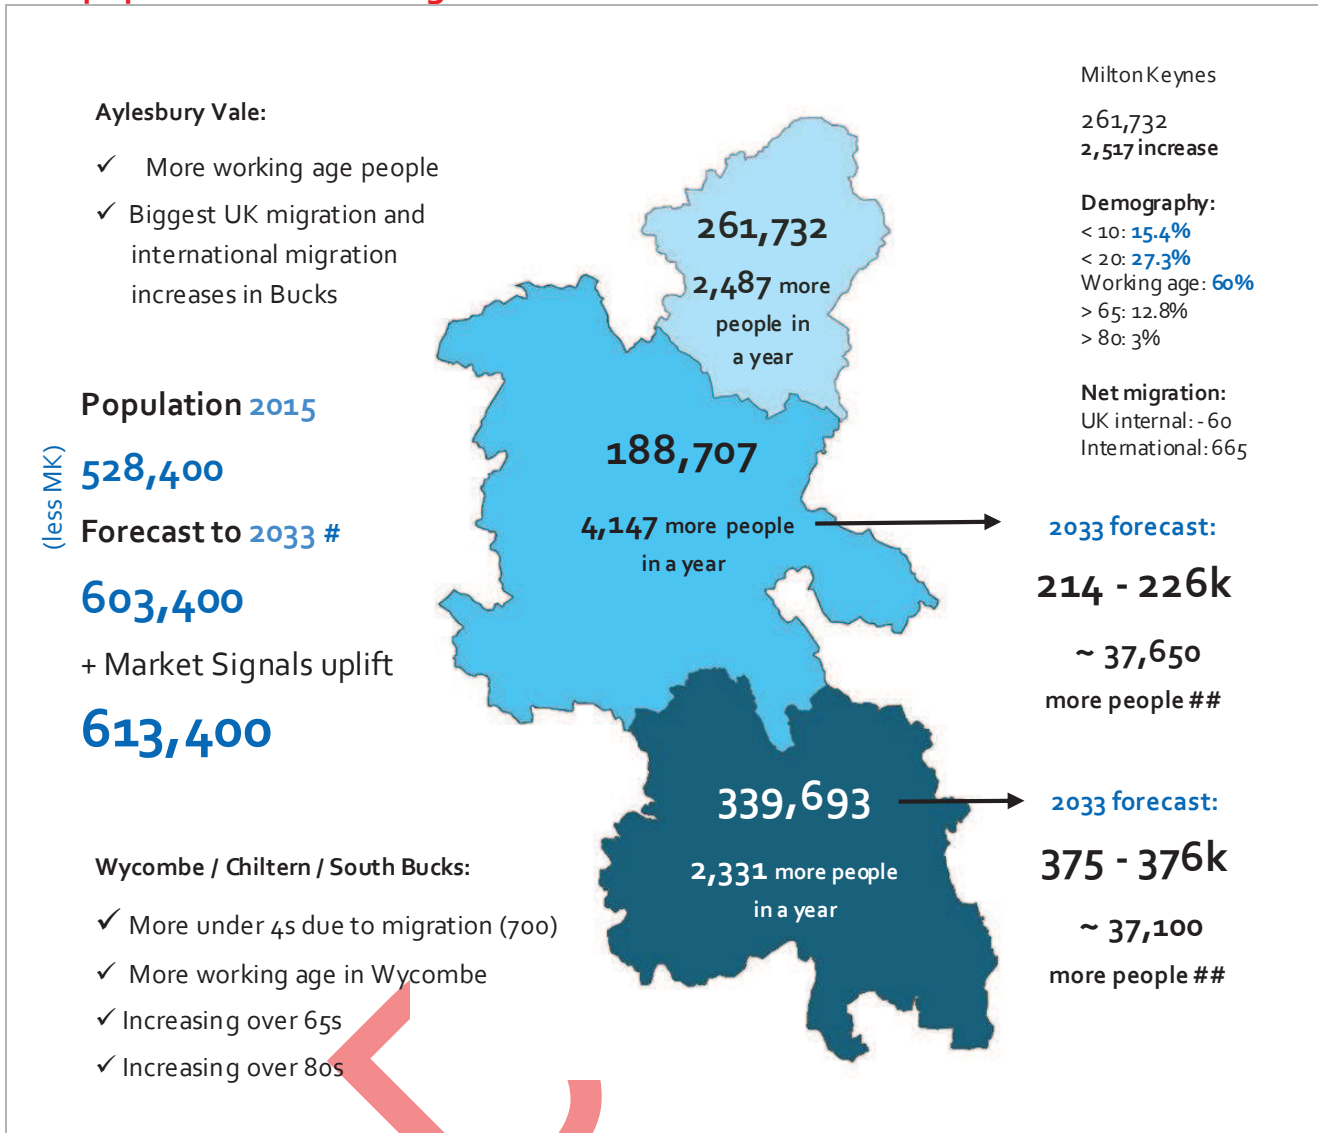 Aylesbury Vale:
✓ More working age people
✓ Biggest UK migration and
international migration
increases in Bucks
Population 2015
528,400
Forecast to 2033 #
603,400
+ Market Signals uplift
613,400
(less MK)
Wycombe / Chiltern / South Bucks:
✓ More under 4s due to migration (700)
✓ More working age in Wycombe
✓ Increasing over 65s
✓ Increasing over 80s
261,732
2,487 more
people in
a year
188,707
4,147 more people
in a year
339,693
2,331 more people
in a year
Milton Keynes
261,732
2,517 increase
Demography:
< 10: 15.4%
< 20: 27.3%
Working age: 60%
> 65: 12.8%
> 80: 3%
Net migration:
UK internal: - 60
International: 665
2033 forecast:
214 - 226k
~ 37,650
more people ##
2033 forecast:
375 - 376k
~ 37,100
more people ##